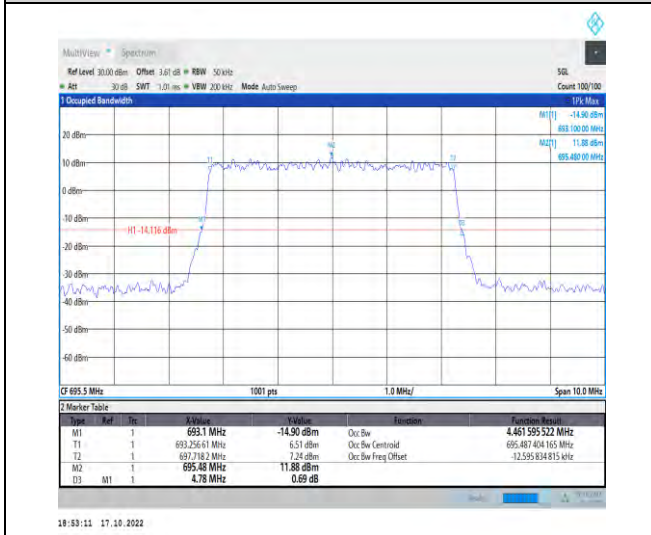 MultiView Spectrum
Ref Level 30.00 dBm Offset 3.61 dB RBW 50 kHz SGL
Att 30 dB SWT 1.01 ms VBW 200 kHz Mode Auto Sweep Count 100/100
1 Occupied Bandwidth 1Pk Max
M1[1] -14.90 dBm
693.100 00 MHz
M2[1] 11.88 dBm
695.480 00 MHz
20 dBm
M2
T1 T2
10 dBm
0 dBm
-10 dBm
H1 -14.116 dBm
-20 dBm
-30 dBm
-40 dBm
-50 dBm
-60 dBm
CF 695.5 MHz 1001 pts 1.0 MHz/ Span 10.0 MHz
2 Marker Table
Type Ref Trc X-Value Y-Value Function Function Result
M1 1 693.1 MHz -14.90 dBm Occ Bw 4.461 595 522 MHz
T1 1 693.256 61 MHz 6.51 dBm Occ Bw Centroid 695.487 404 165 MHz
T2 1 697.718 2 MHz 7.24 dBm Occ Bw Freq Offset -12.595 834 815 kHz
M2 1 695.48 MHz 11.88 dBm
D3 M1 1 4.78 MHz 0.69 dB
18:53:11 17.10.2022